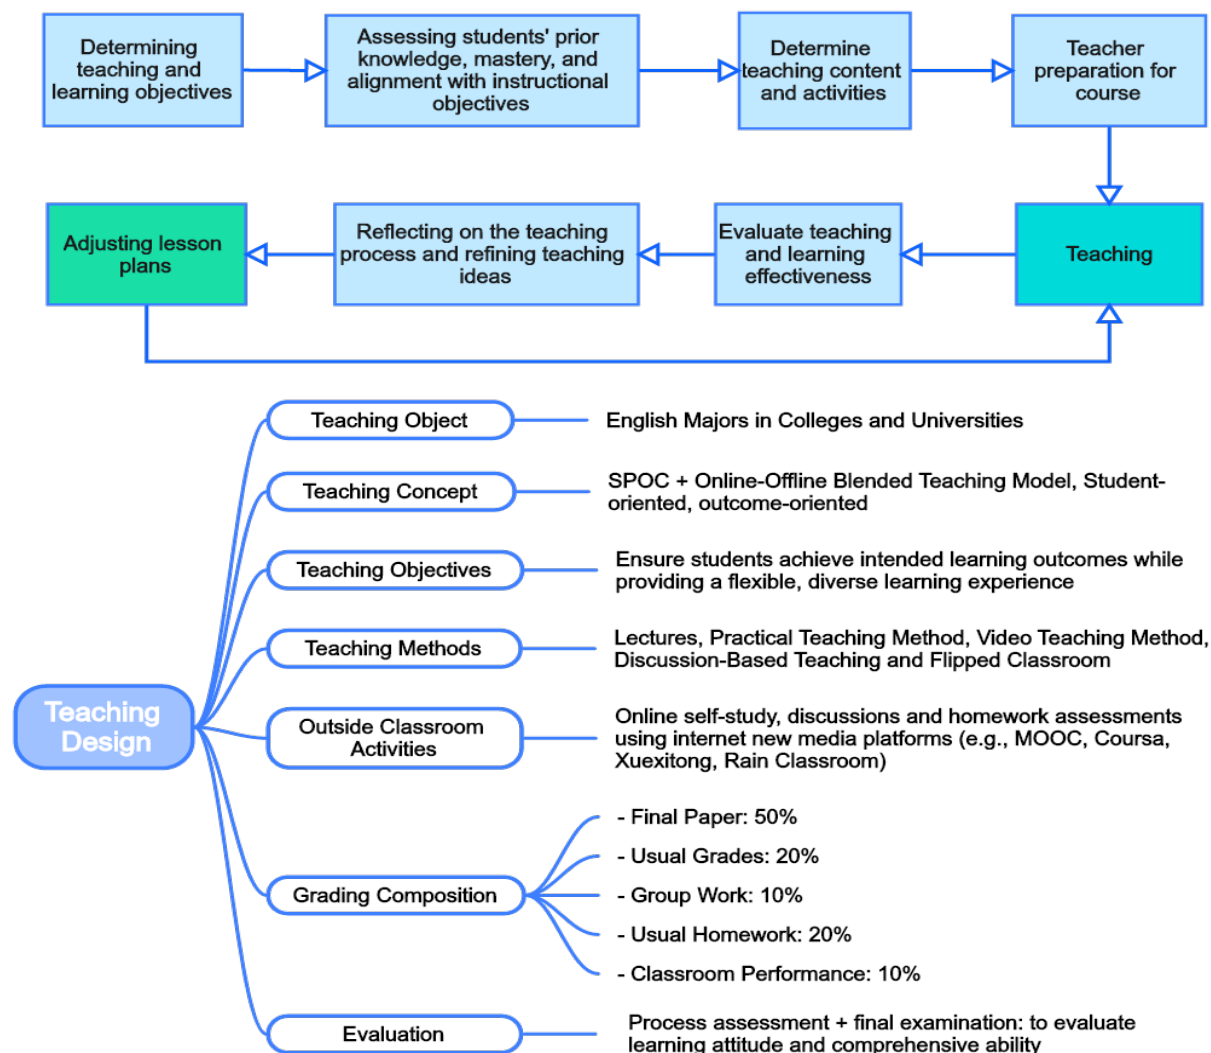 Determining
teaching and
learning objectives
Assessing students' prior
knowledge, mastery, and
alignment with instructional
objectives
Determine
teaching content
and activities
Teacher
preparation for
course
Adjusting lesson
plans
Reflecting on the teaching
process and refining teaching
ideas
Evaluate teaching
and learning
effectiveness
Teaching
Teaching
Design
Teaching Object
English Majors in Colleges and Universities
Teaching Concept
SPOC + Online-Offline Blended Teaching Model, Student-
oriented, outcome-oriented
Teaching Objectives
Ensure students achieve intended learning outcomes while
providing a flexible, diverse learning experience
Teaching Methods
Lectures, Practical Teaching Method, Video Teaching Method,
Discussion-Based Teaching and Flipped Classroom
Outside Classroom
Activities
Online self-study, discussions and homework assessments
using internet new media platforms (e.g., MOOC, Coursa,
Xuexitong, Rain Classroom)
Grading Composition
- Final Paper: 50%
- Usual Grades: 20%
- Group Work: 10%
- Usual Homework: 20%
- Classroom Performance: 10%
Evaluation
Process assessment + final examination: to evaluate
learning attitude and comprehensive ability